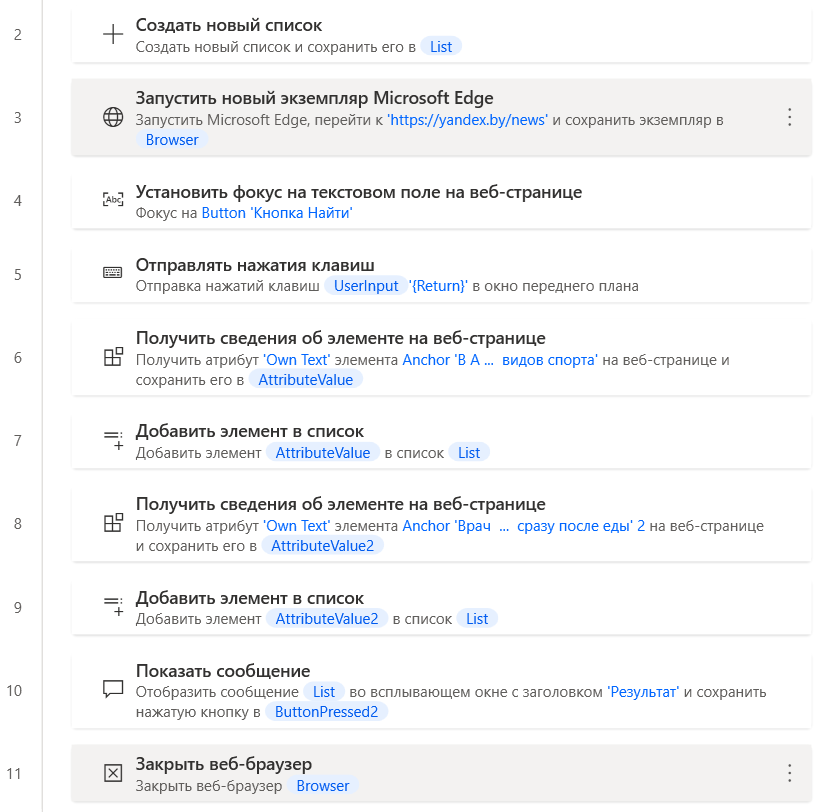 2
Создать новый список
Создать новый список и сохранить его в List
3
Запустить новый экземпляр Microsoft Edge
Запустить Microsoft Edge, перейти к 'https://yandex.by/news' и сохранить экземпляр в
Browser
4
Abc
Установить фокус на текстовом поле на веб-странице
Фокус на Button 'Кнопка Найти'
5
Отправлять нажатия клавиш
Отправка нажатий клавиш UserInput '{Return}' в окно переднего плана
6
Получить сведения об элементе на веб-странице
Получить атрибут 'Own Text' элемента Anchor 'В А ... видов спорта' на веб-странице и
сохранить его в AttributeValue
7
Добавить элемент в список
Добавить элемент AttributeValue в список List
8
Получить сведения об элементе на веб-странице
Получить атрибут 'Own Text' элемента Anchor 'Врач ... сразу после еды' 2 на веб-странице
и сохранить его в AttributeValue2
9
Добавить элемент в список
Добавить элемент AttributeValue2 в список List
10
Показать сообщение
Отобразить сообщение List во всплывающем окне с заголовком 'Результат' и сохранить
нажатую кнопку в ButtonPressed2
11
Закрыть веб-браузер
Закрыть веб-браузер Browser